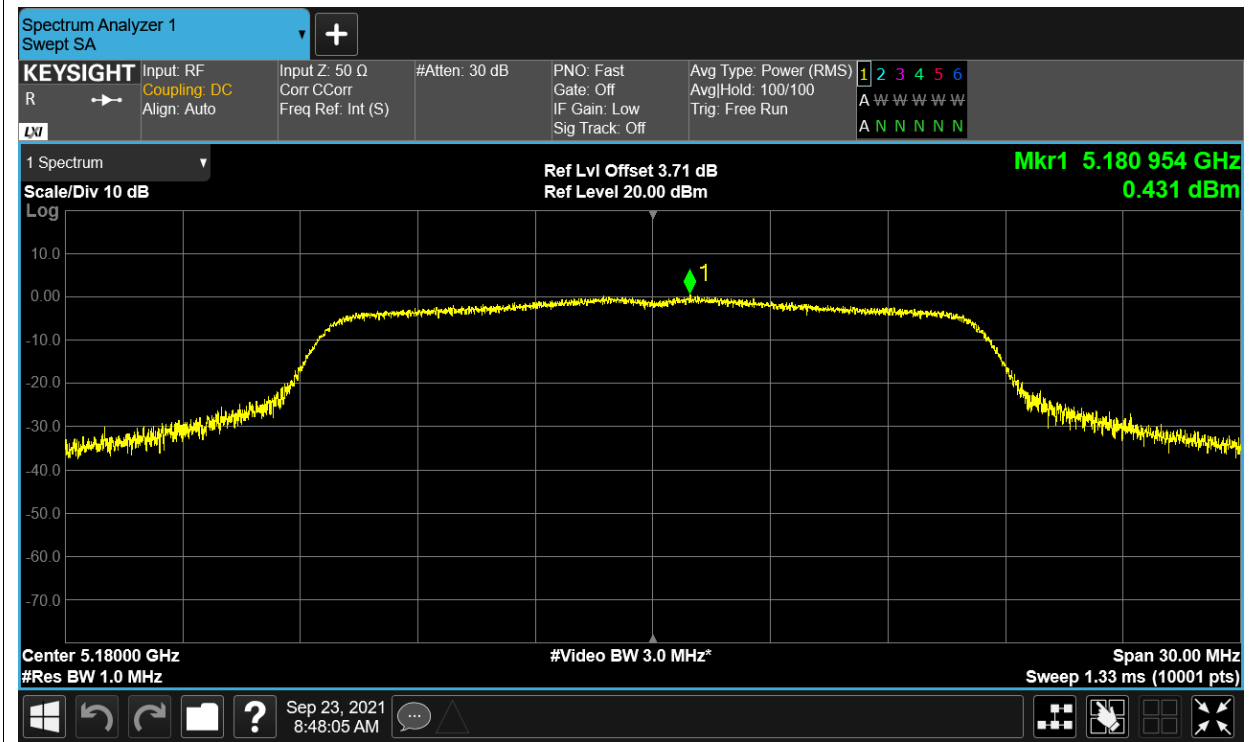 Spectrum Analyzer 1
Swept SA
+
KEYSIGHT
R
LXI
Input: RF
Coupling: DC
Align: Auto
Input Z: 50 Ω
Corr CCorr
Freq Ref: Int (S)
#Atten: 30 dB
PNO: Fast
Gate: Off
IF Gain: Low
Sig Track: Off
Avg Type: Power (RMS)
Avg|Hold: 100/100
Trig: Free Run
1 2 3 4 5 6
A W W W W W
A N N N N N
1 Spectrum
Scale/Div 10 dB
Log
Ref Lvl Offset 3.71 dB
Ref Level 20.00 dBm
Mkr1 5.180 954 GHz
0.431 dBm
1
10.0
0.00
-10.0
-20.0
-30.0
-40.0
-50.0
-60.0
-70.0
Center 5.18000 GHz
#Res BW 1.0 MHz
#Video BW 3.0 MHz*
Span 30.00 MHz
Sweep 1.33 ms (10001 pts)
?
Sep 23, 2021
8:48:05 AM